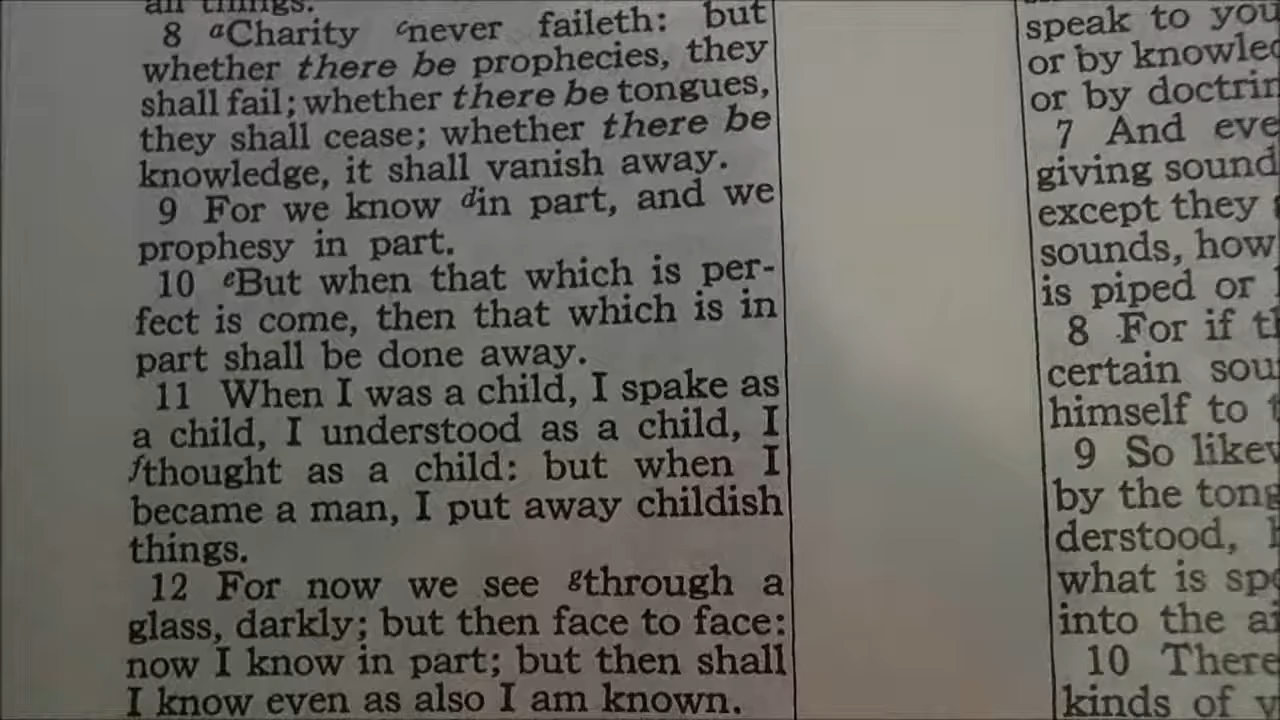 all things.
8 aCharity cnever faileth: but
whether there be prophecies, they
shall fail; whether there be tongues,
they shall cease; whether there be
knowledge, it shall vanish away.
9 For we know din part, and we
prophesy in part.
10 eBut when that which is per-
fect is come, then that which is in
part shall be done away.
11 When I was a child, I spake as
a child, I understood as a child, I
fthought as a child: but when I
became a man, I put away childish
things.
12 For now we see gthrough a
glass, darkly; but then face to face:
now I know in part; but then shall
I know even as also I am known.
speak to you
or by
or by
7 And
giving sound
except they
sounds, how
is piped or
8 For if
certain
himself to
9 So
by the
derstood,
what is
into the
10 There
kinds of